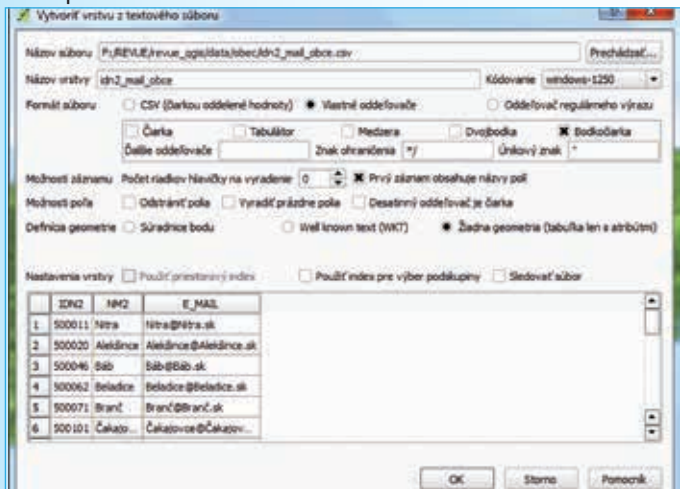 Vytvoriť vrstvu z textového súboru
Názov súboru F:/REVUE/revue_qgis/data/obec/idn2_mail_obce.csv Prechádzať...
Názov vrstvy idn2_mail_obce Kódovanie windows-1250
Formát súboru CSV (čiarkou oddelené hodnoty) Vlastné oddeľovače Oddeľovač regulárneho výrazu
Čiarka Tabulátor Medzera Dvojbodka Bodkočiarka
Ďalšie oddeľovače Znak ohraničenia "/ Únikový znak "
Možnosti záznamu Počet riadkov hlavičky na vyradenie 0 Prvý záznam obsahuje názvy polí
Možnosti poľa Odstrániť polia Vyradiť prázdne polia Desatinný oddeľovač je čiarka
Definícia geometrie Súradnice bodu Well known text (WKT) Žiadna geometria (tabuľka len s atribútmi)
Nastavenia vrstvy Použiť priestorový index Použiť index pre výber podskupiny Sledovať súbor
IDN2 NM2 E_MAIL
1 500011 Nitra Nitra@Nitra.sk
2 500020 Alekšince Alekšince@Alekšince.sk
3 500046 Báb Báb@Báb.sk
4 500062 Beladice Beladice@Beladice.sk
5 500071 Branč Branč@Branč.sk
6 500101 Čakajo... Čakajovce@Čakajov...
OK Storno Pomocník